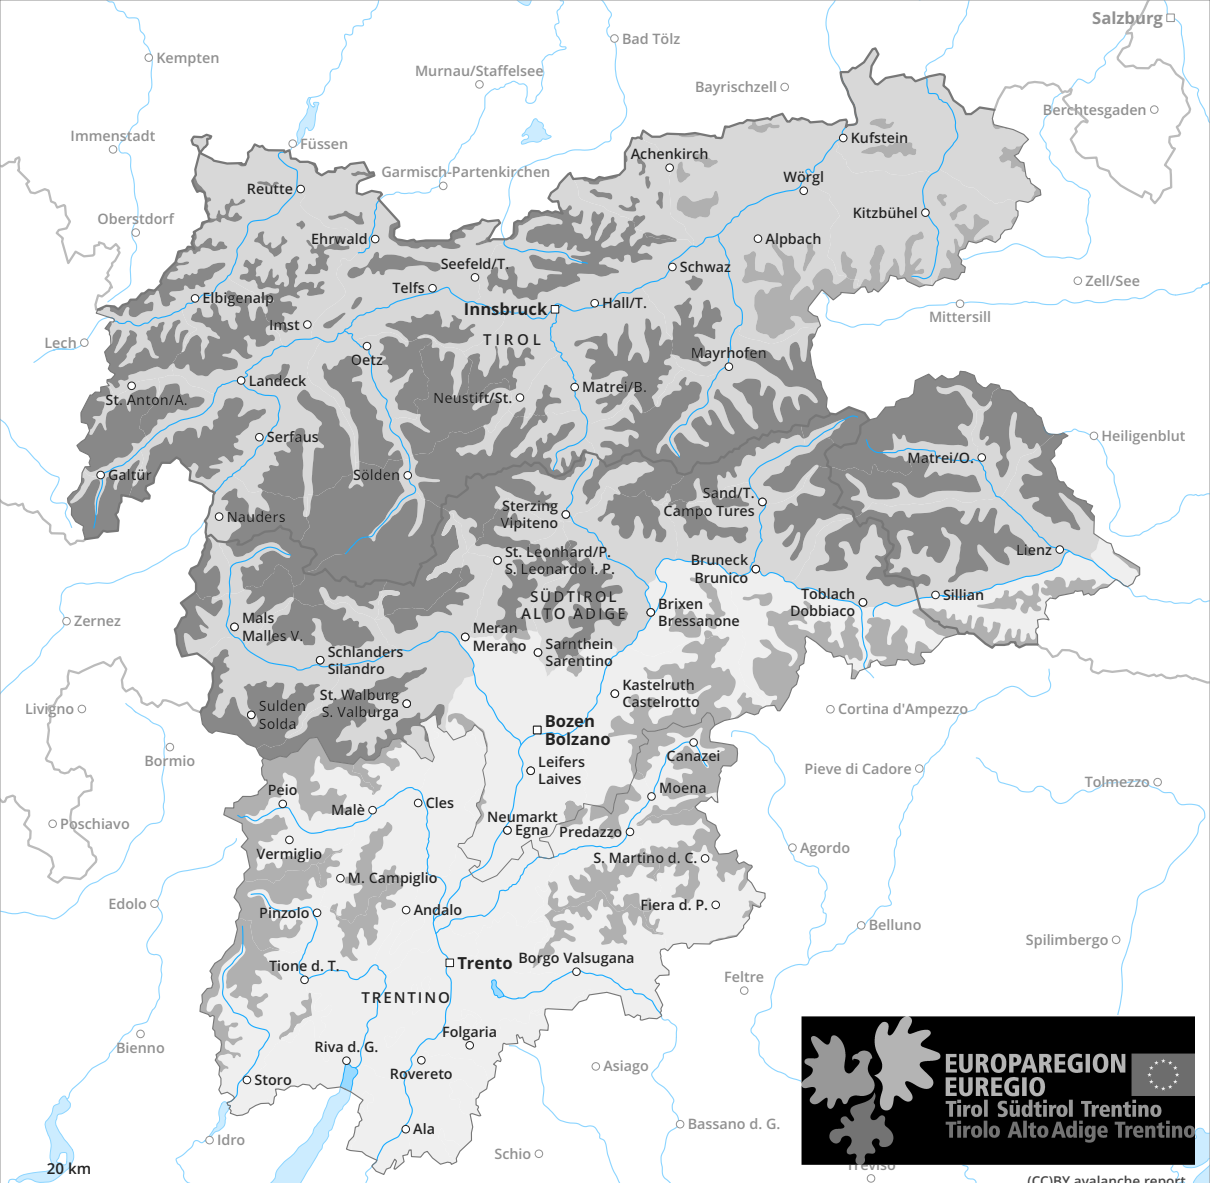 Salzburg
Bad Tölz
Kempten
Murnau/Staffelsee
Bayrischzell
Berchtesgaden
Immenstadt
Füssen
Kufstein
Achenkirch
Garmisch-Partenkirchen
Wörgl
Reutte
Oberstdorf
Kitzbühel
Ehrwald
Alpbach
Seefeld/T.
Schwaz
Zell/See
Telfs
Elbigenalp
Hall/T.
Innsbruck
Mittersill
Imst
TIROL
Lech
Oetz
Mayrhofen
Landeck
Matrei/B.
St. Anton/A.
Neustift/St.
Serfaus
Heiligenblut
Matrei/O.
Galtür
Sölden
Sand/T.
Campo Tures
Sterzing
Vipiteno
Nauders
Lienz
St. Leonhard/P.
S. Leonardo i. P.
Bruneck
Brunico
SÜDTIROL
ALTO ADIGE
Toblach
Dobbiaco
Sillian
Brixen
Bressanone
Zernez
Mals
Malles V.
Meran
Merano
Sarnthein
Sarentino
Schlanders
Silandro
Kastelruth
Castelrotto
St. Walburg
S. Valburga
Sulden
Solda
Livigno
Cortina d'Ampezzo
Bozen
Bolzano
Bormio
Canazei
Leifers
Laives
Pieve di Cadore
Tolmezzo
Peio
Moena
Malè
Cles
Neumarkt
Egna
Predazzo
Poschiavo
Vermiglio
Agordo
S. Martino d. C.
M. Campiglio
Edolo
Pinzolo
Andalo
Fiera d. P.
Belluno
Spilimbergo
Trento
Borgo Valsugana
Tione d. T.
Feltre
TRENTINO
Folgaria
Bienno
Riva d. G.
Rovereto
Asiago
Storo
EUROPAREGION
EUREGIO
Tirol Südtirol Trentino
Tirolo Alto Adige Trentino
Ala
Bassano d. G.
Idro
Schio
20 km
Treviso
(CC)BY avalanche.report